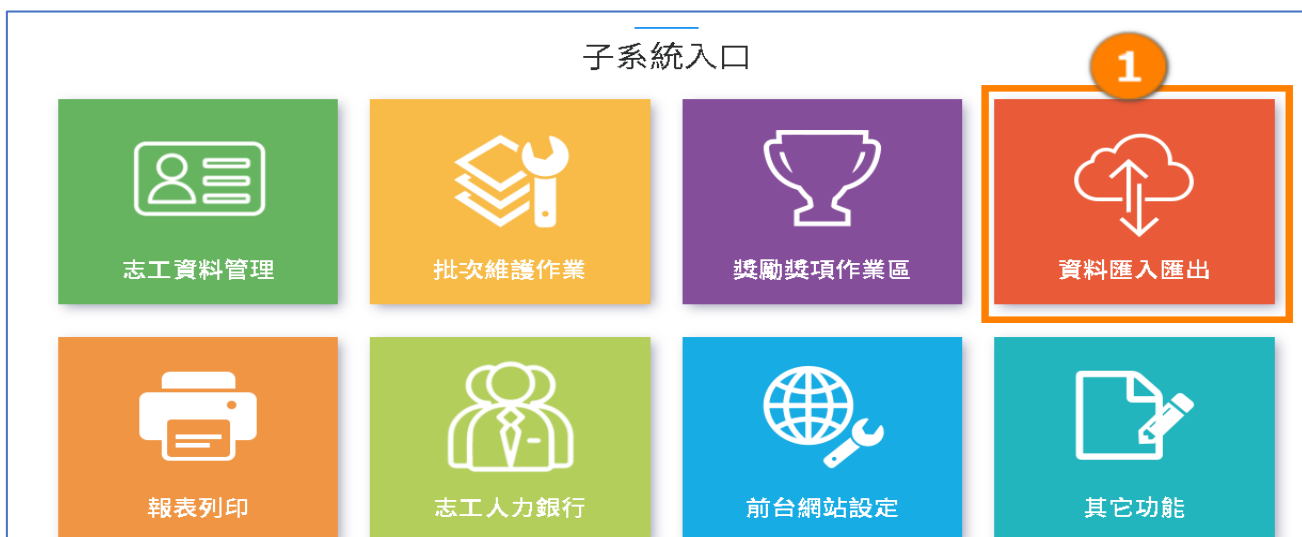 子系統入口
1
志工資料管理
批次維護作業
獎勵獎項作業區
資料匯入匯出
報表列印
志工人力銀行
前台網站設定
其它功能